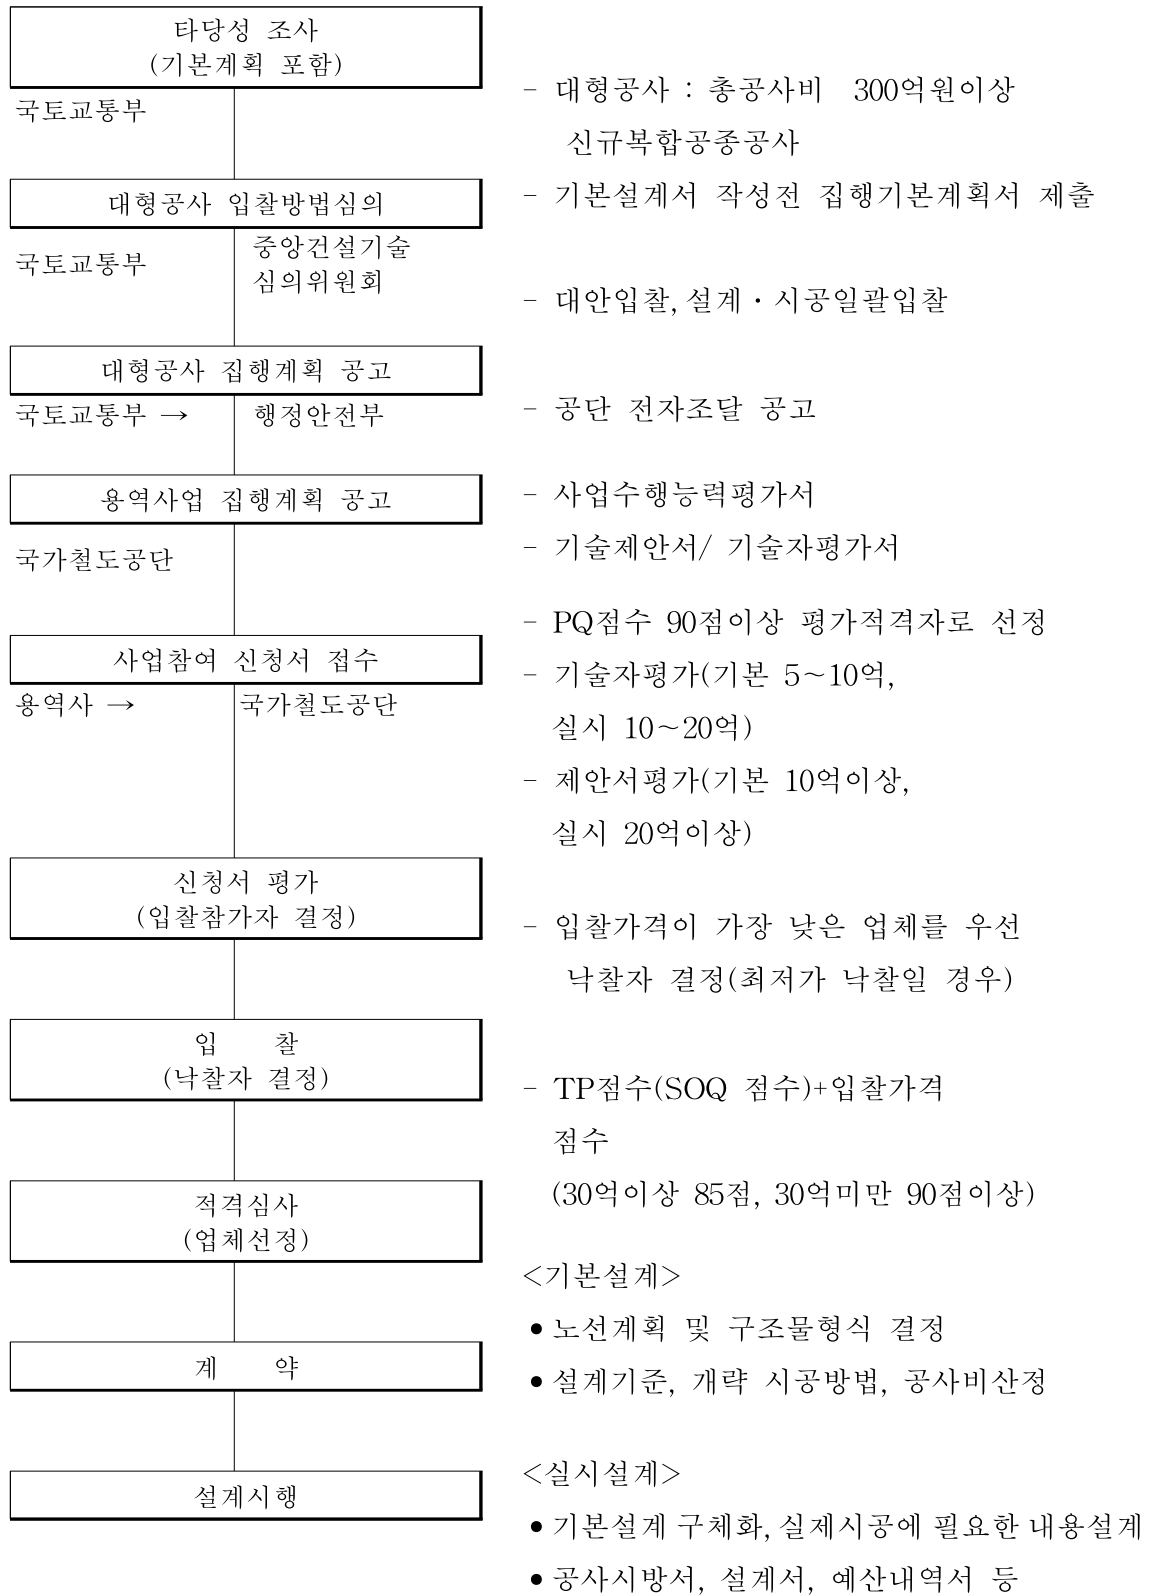 타당성 조사
(기본계획 포함)
국토교통부
- 대형공사 : 총공사비 300억원이상
신규복합공종공사
대형공사 입찰방법심의
- 기본설계서 작성전 집행기본계획서 제출
국토교통부
중앙건설기술
심의위원회
- 대안입찰, 설계·시공일괄입찰
대형공사 집행계획 공고
국토교통부 → 행정안전부
- 공단 전자조달 공고
용역사업 집행계획 공고
- 사업수행능력평가서
국가철도공단
- 기술제안서/ 기술자평가서
- PQ점수 90점이상 평가적격자로 선정
사업참여 신청서 접수
- 기술자평가(기본 5~10억,
실시 10~20억)
용역사 → 국가철도공단
- 제안서평가(기본 10억이상,
실시 20억이상)
신청서 평가
(입찰참가자 결정)
- 입찰가격이 가장 낮은 업체를 우선
낙찰자 결정(최저가 낙찰일 경우)
입 찰
(낙찰자 결정)
- TP점수(SOQ 점수)+입찰가격
점수
(30억이상 85점, 30억미만 90점이상)
적격심사
(업체선정)
<기본설계>
• 노선계획 및 구조물형식 결정
계 약
• 설계기준, 개략 시공방법, 공사비산정
<실시설계>
설계시행
• 기본설계 구체화, 실제시공에 필요한 내용설계
• 공사시방서, 설계서, 예산내역서 등